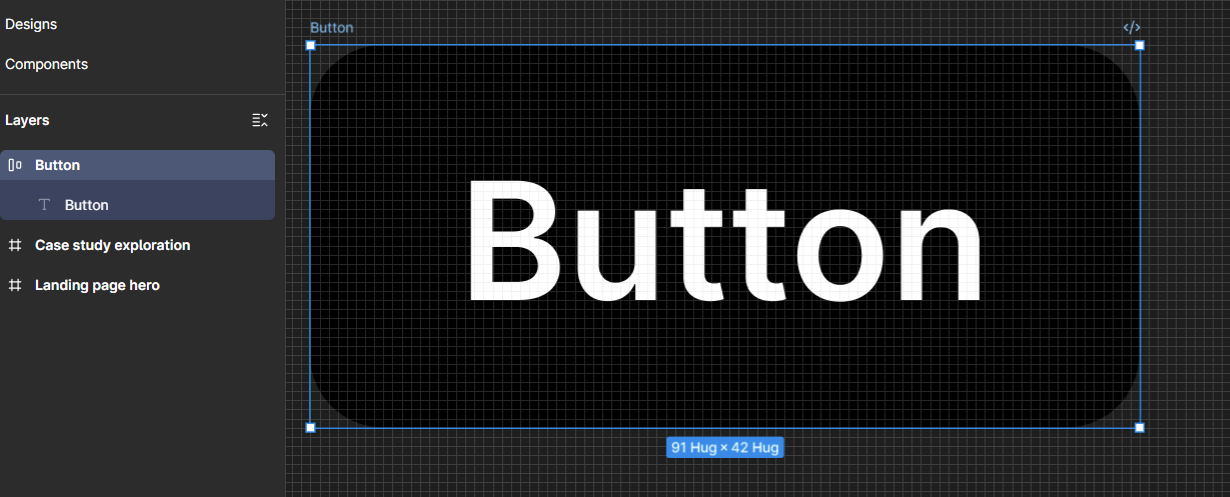 Designs
Components
Layers
Button
Button
Case study exploration
Landing page hero
Button </>
Button
91 Hug × 42 Hug